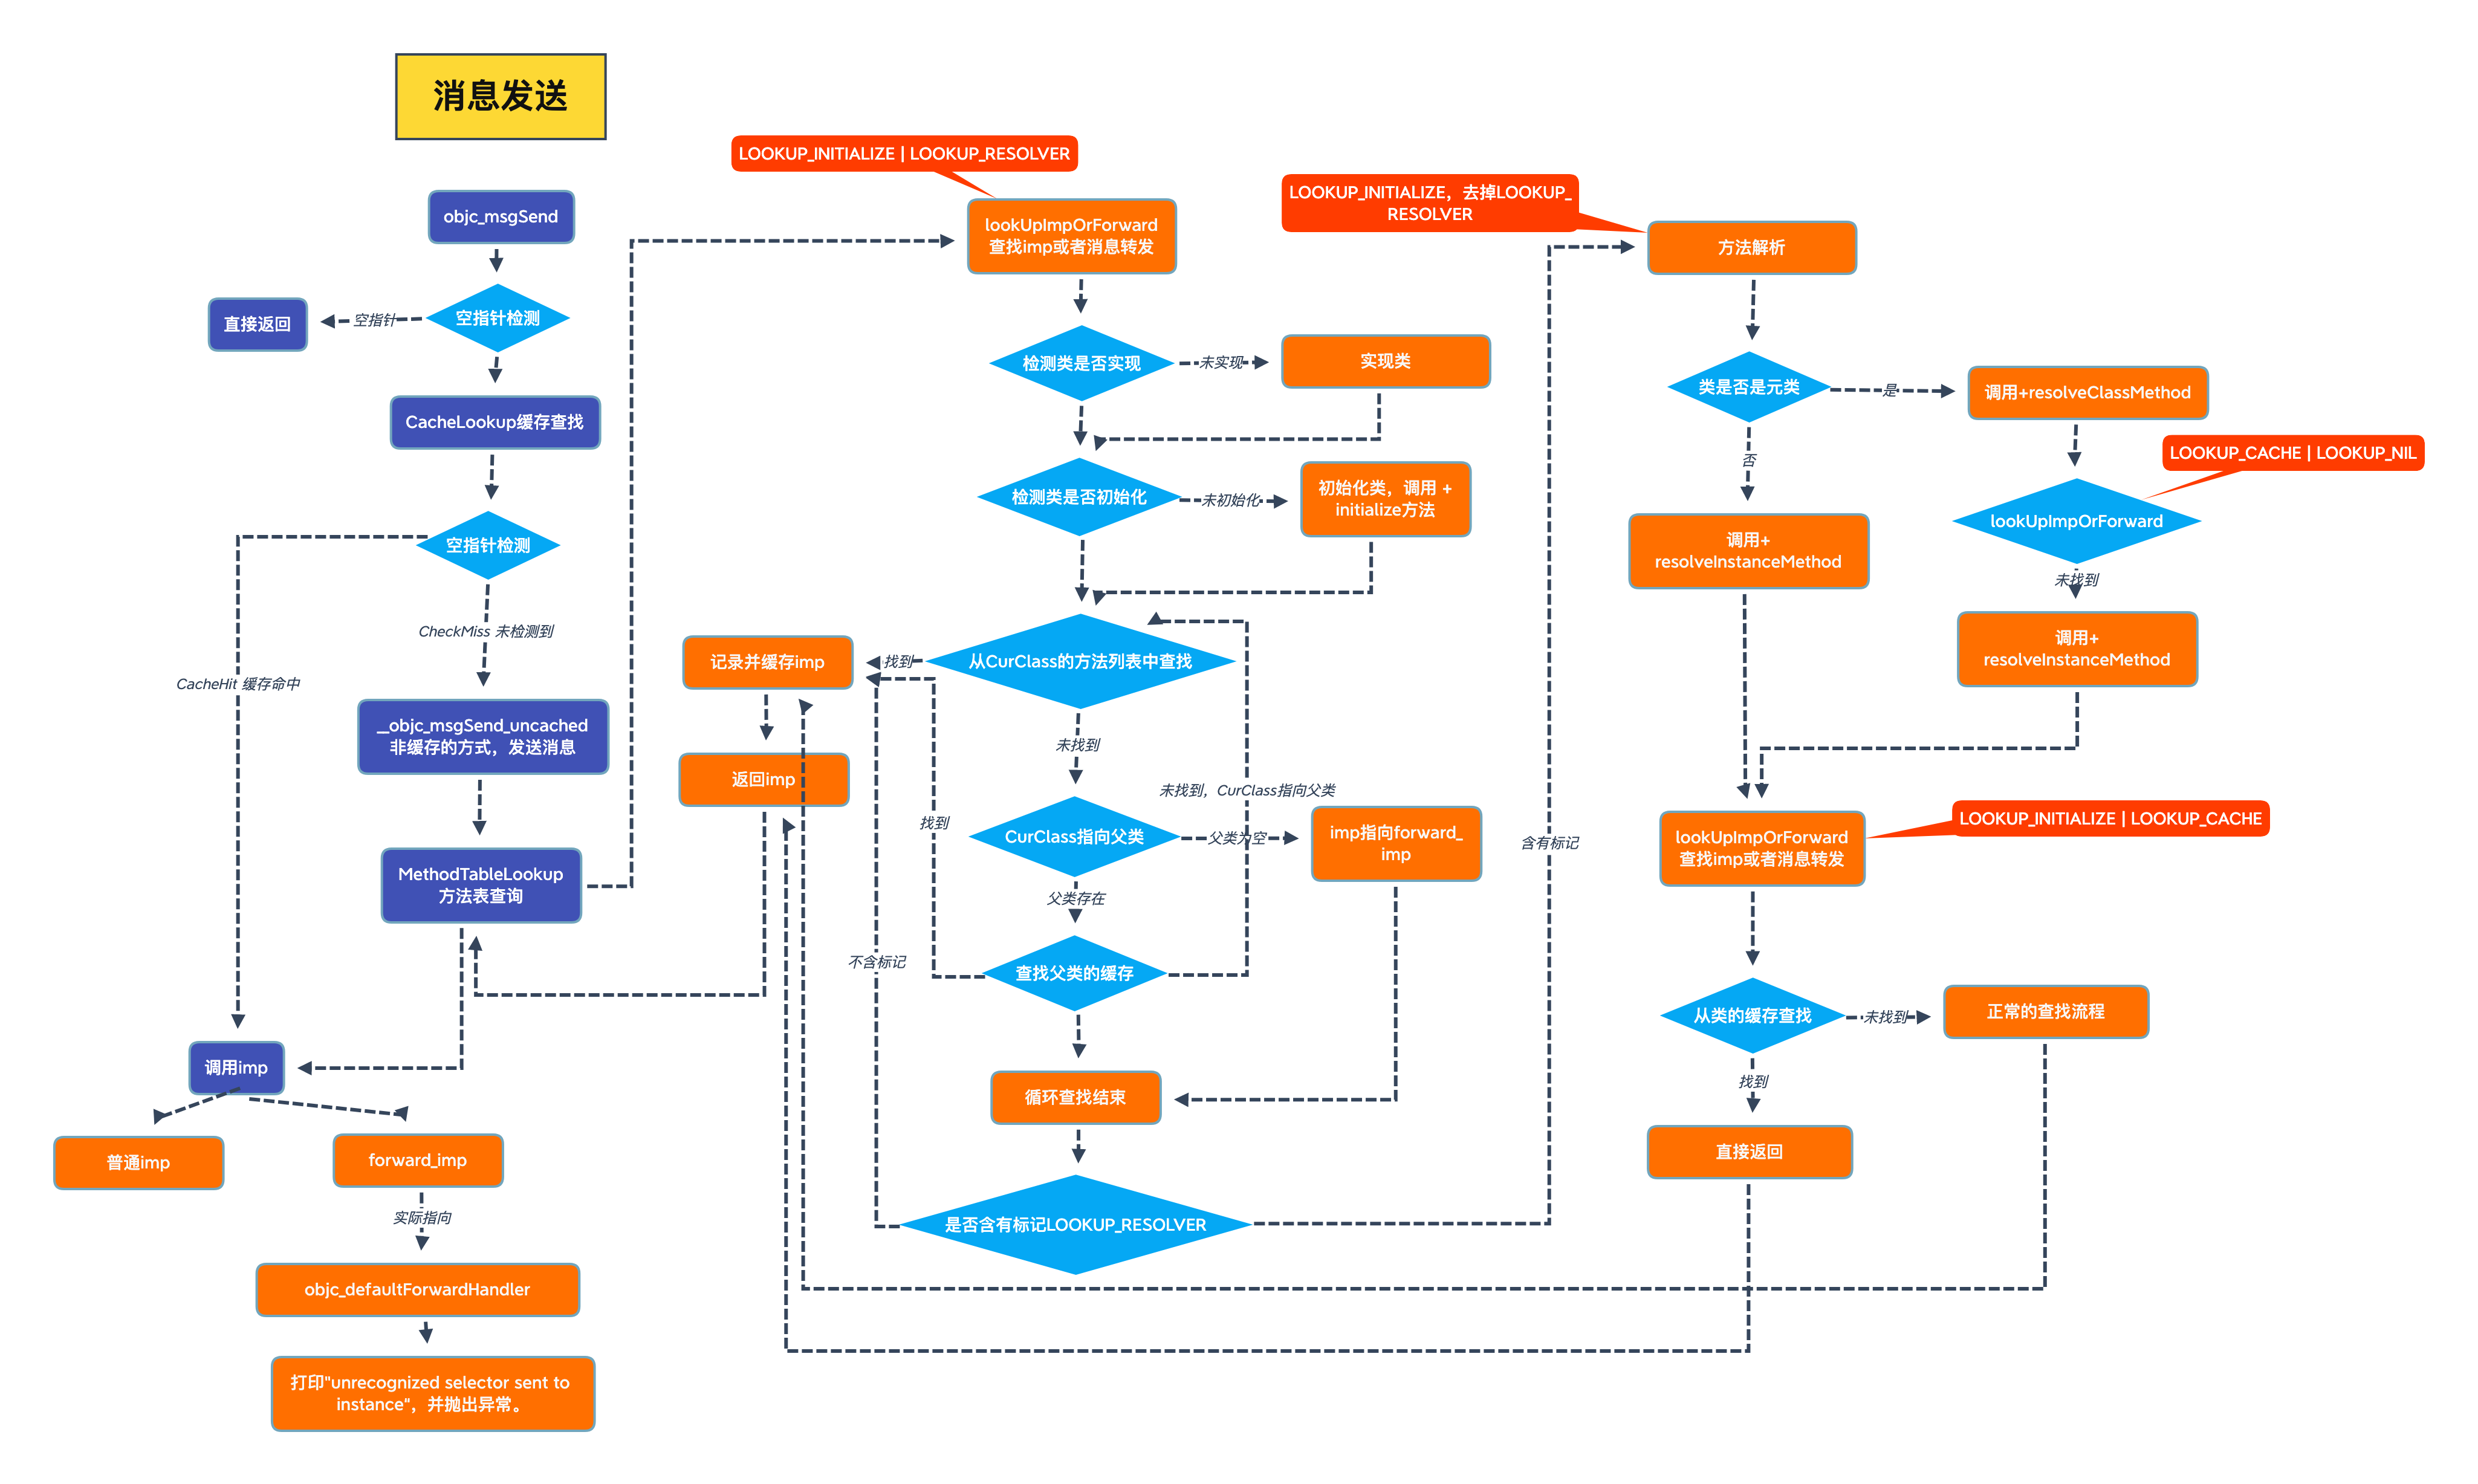 消息发送
objc_msgSend
空指针检测
空指针
直接返回
CacheLookup缓存查找
空指针检测
CheckMiss 未检测到
CacheHit 缓存命中
__objc_msgSend_uncached
非缓存的方式，发送消息
MethodTableLookup
方法表查询
调用imp
普通imp
forward_imp
实际指向
objc_defaultForwardHandler
打印"unrecognized selector sent to
instance"，并抛出异常。
LOOKUP_INITIALIZE | LOOKUP_RESOLVER
lookUpImpOrForward
查找imp或者消息转发
检测类是否实现
未实现
实现类
检测类是否初始化
未初始化
初始化类，调用 +
initialize方法
从CurClass的方法列表中查找
找到
记录并缓存imp
返回imp
未找到
未找到，CurClass指向父类
CurClass指向父类
父类为空
imp指向forward_
imp
找到
父类存在
查找父类的缓存
不含标记
循环查找结束
是否含有标记LOOKUP_RESOLVER
含有标记
LOOKUP_INITIALIZE，去掉LOOKUP_
RESOLVER
方法解析
类是否是元类
是
调用+resolveClassMethod
LOOKUP_CACHE | LOOKUP_NIL
lookUpImpOrForward
未找到
调用+
resolveInstanceMethod
否
调用+
resolveInstanceMethod
lookUpImpOrForward
查找imp或者消息转发
LOOKUP_INITIALIZE | LOOKUP_CACHE
从类的缓存查找
未找到
正常的查找流程
找到
直接返回